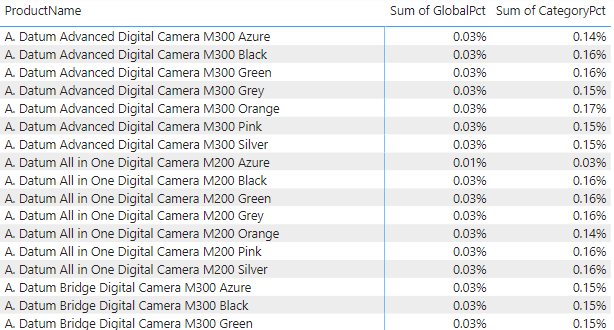 ProductName Sum of GlobalPct Sum of CategoryPct
A. Datum Advanced Digital Camera M300 Azure 0.03% 0.14%
A. Datum Advanced Digital Camera M300 Black 0.03% 0.16%
A. Datum Advanced Digital Camera M300 Green 0.03% 0.16%
A. Datum Advanced Digital Camera M300 Grey 0.03% 0.15%
A. Datum Advanced Digital Camera M300 Orange 0.03% 0.17%
A. Datum Advanced Digital Camera M300 Pink 0.03% 0.15%
A. Datum Advanced Digital Camera M300 Silver 0.03% 0.15%
A. Datum All in One Digital Camera M200 Azure 0.01% 0.03%
A. Datum All in One Digital Camera M200 Black 0.03% 0.16%
A. Datum All in One Digital Camera M200 Green 0.03% 0.16%
A. Datum All in One Digital Camera M200 Grey 0.03% 0.16%
A. Datum All in One Digital Camera M200 Orange 0.03% 0.14%
A. Datum All in One Digital Camera M200 Pink 0.03% 0.16%
A. Datum All in One Digital Camera M200 Silver 0.03% 0.16%
A. Datum Bridge Digital Camera M300 Azure 0.03% 0.15%
A. Datum Bridge Digital Camera M300 Black 0.03% 0.15%
A. Datum Bridge Digital Camera M300 Green 0.03% 0.15%